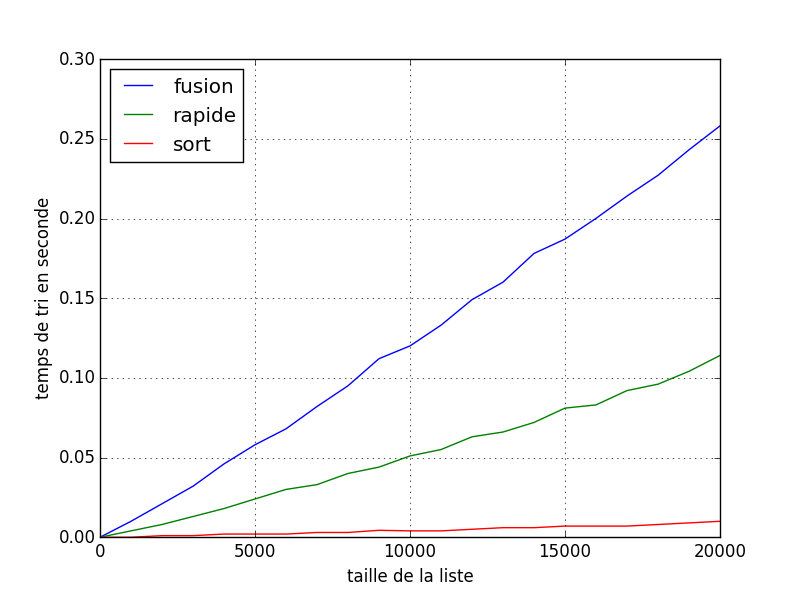 0.30
0.25
0.20
0.15
0.10
0.05
0.00
temps de tri en seconde
fusion
rapide
sort
0
5000
10000
15000
20000
taille de la liste